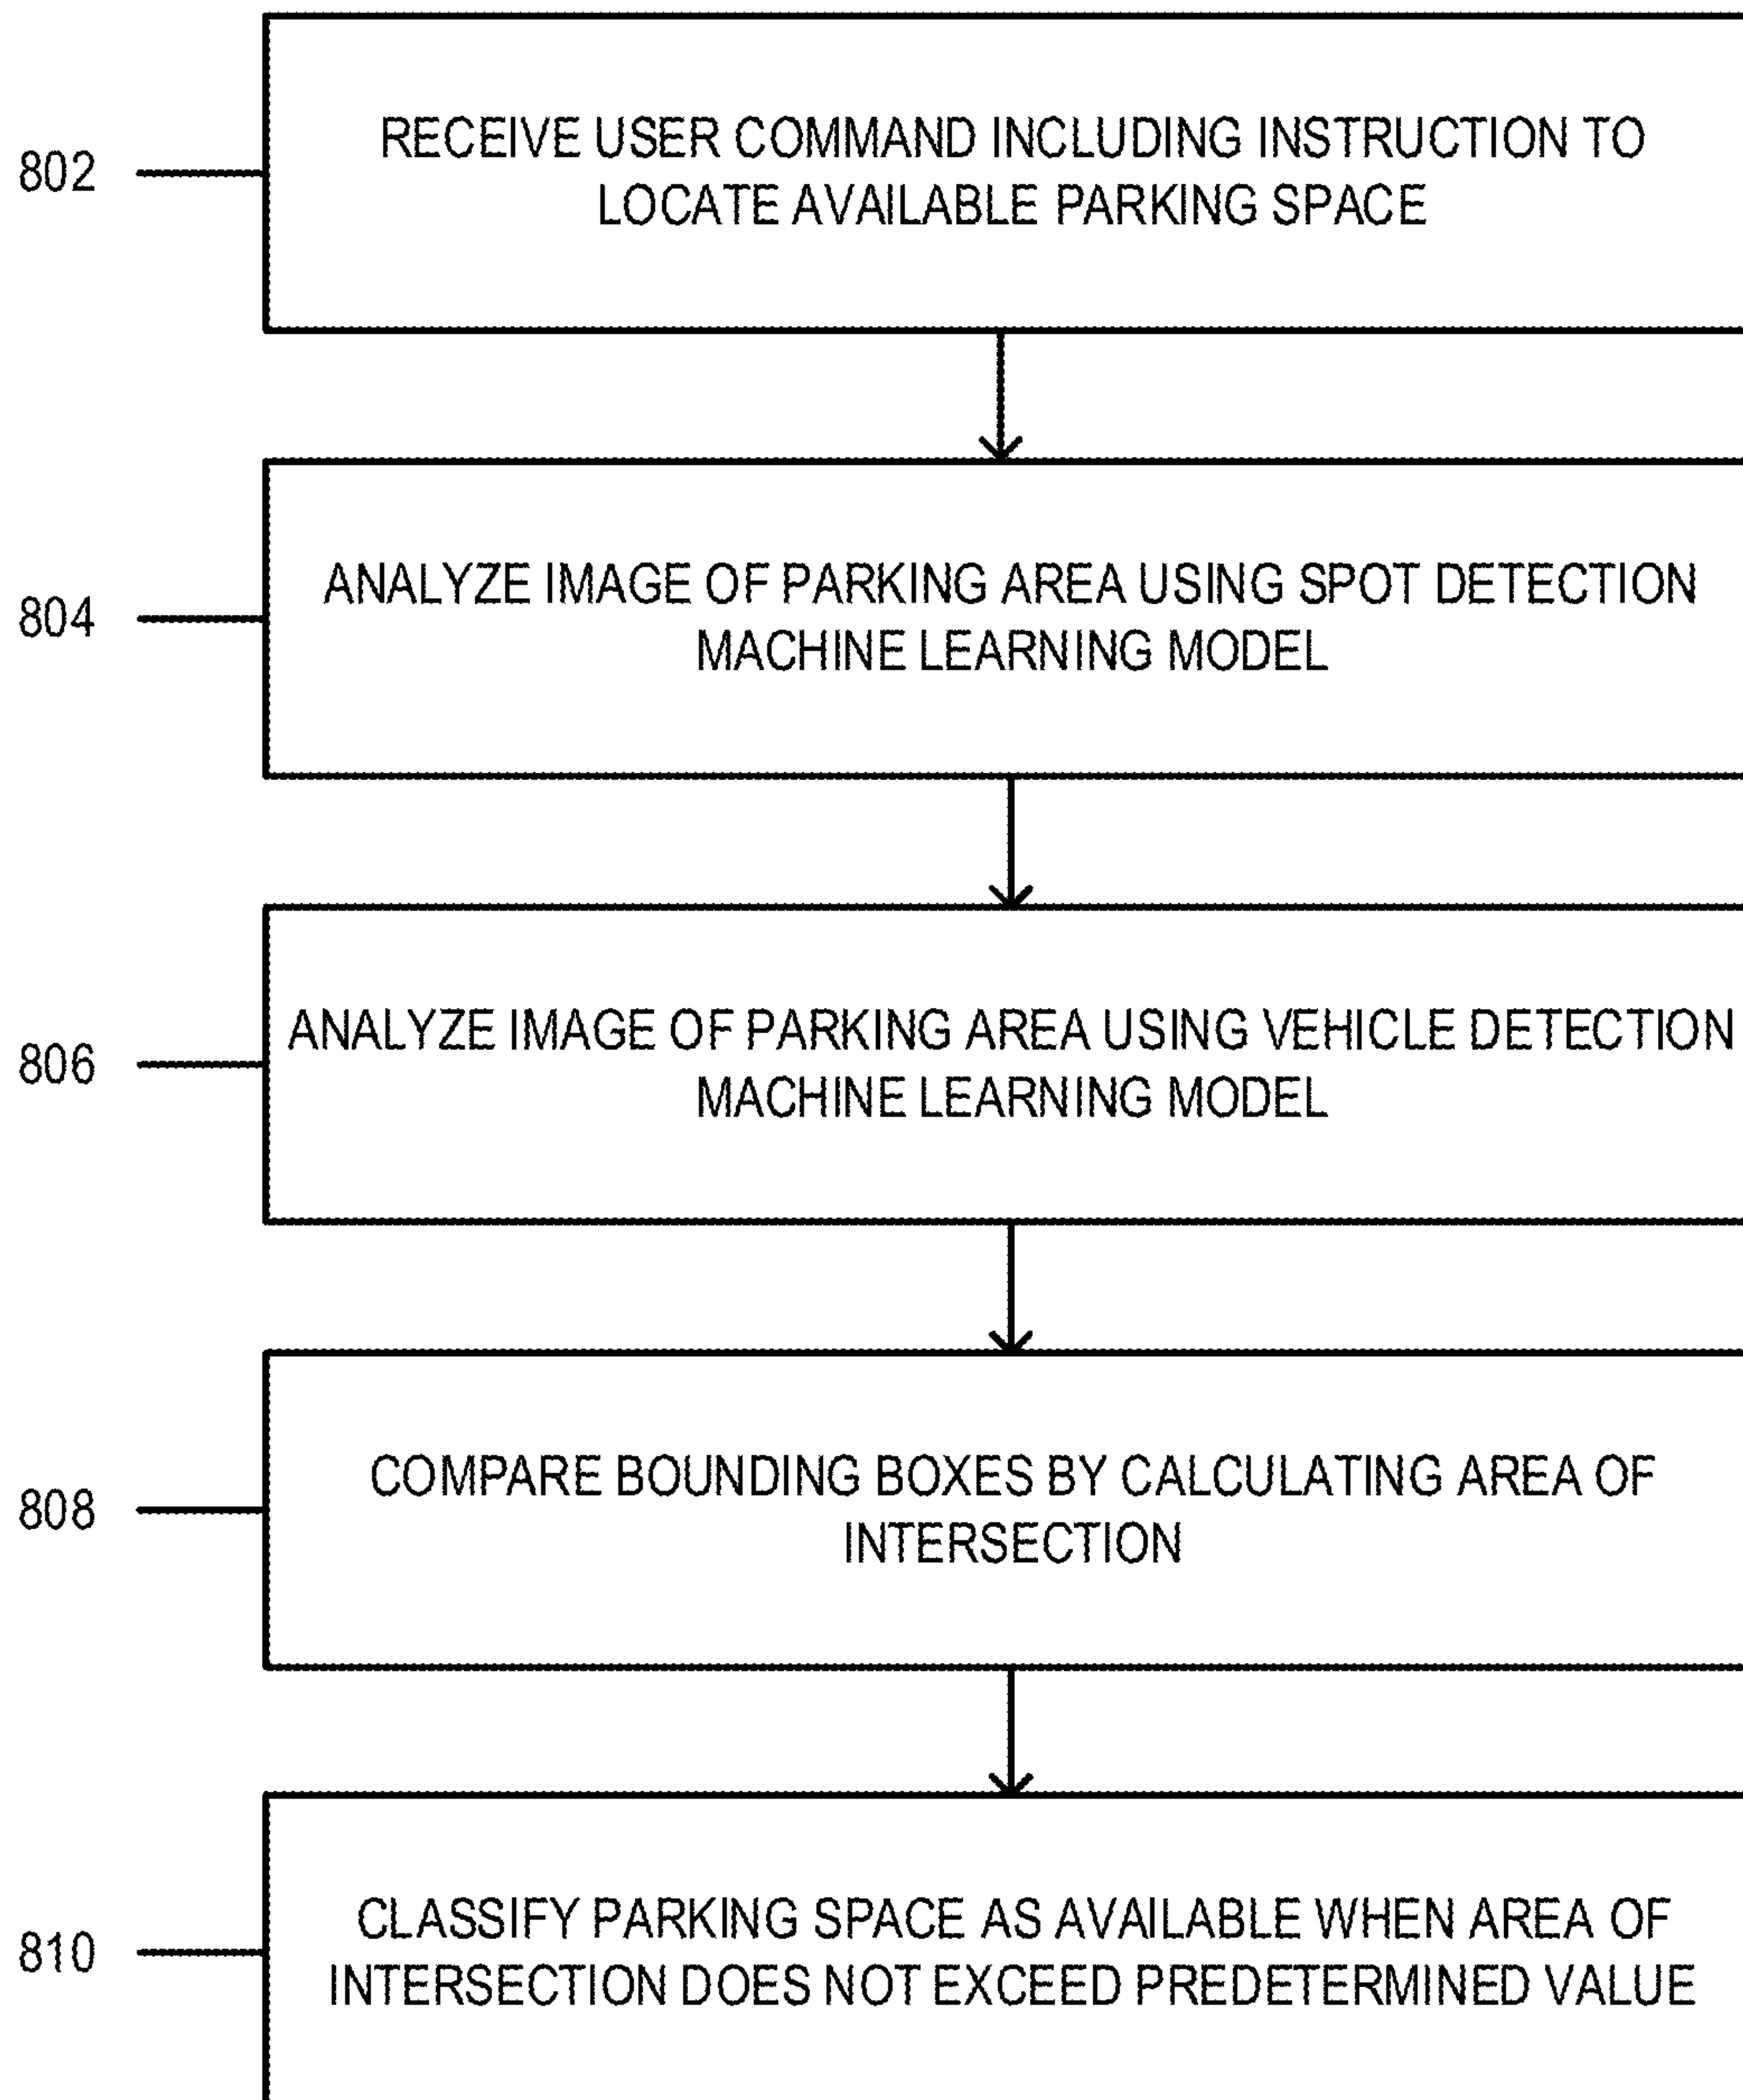 802
RECEIVE USER COMMAND INCLUDING INSTRUCTION TO
LOCATE AVAILABLE PARKING SPACE
804
ANALYZE IMAGE OF PARKING AREA USING SPOT DETECTION
MACHINE LEARNING MODEL
806
ANALYZE IMAGE OF PARKING AREA USING VEHICLE DETECTION
MACHINE LEARNING MODEL
808
COMPARE BOUNDING BOXES BY CALCULATING AREA OF
INTERSECTION
810
CLASSIFY PARKING SPACE AS AVAILABLE WHEN AREA OF
INTERSECTION DOES NOT EXCEED PREDETERMINED VALUE